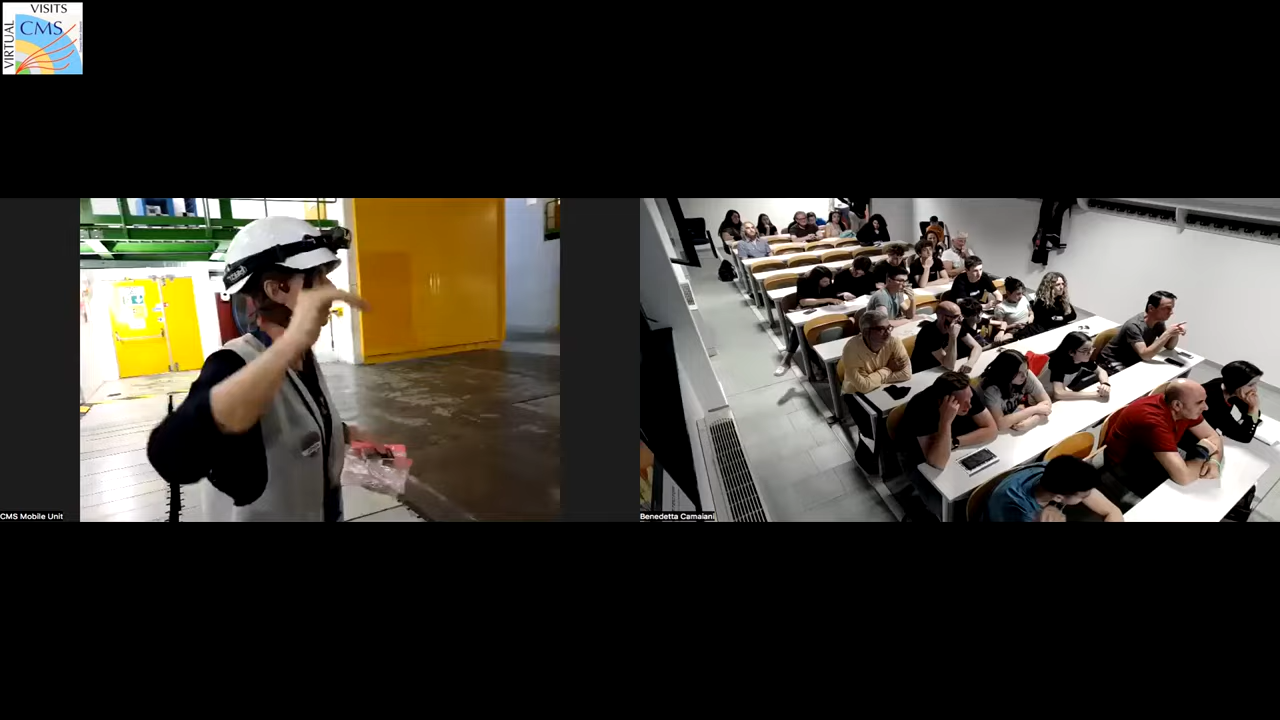 VISITS
CMS
VIRTUAL
CMS Mobile Unit
Benedetta Camaiani